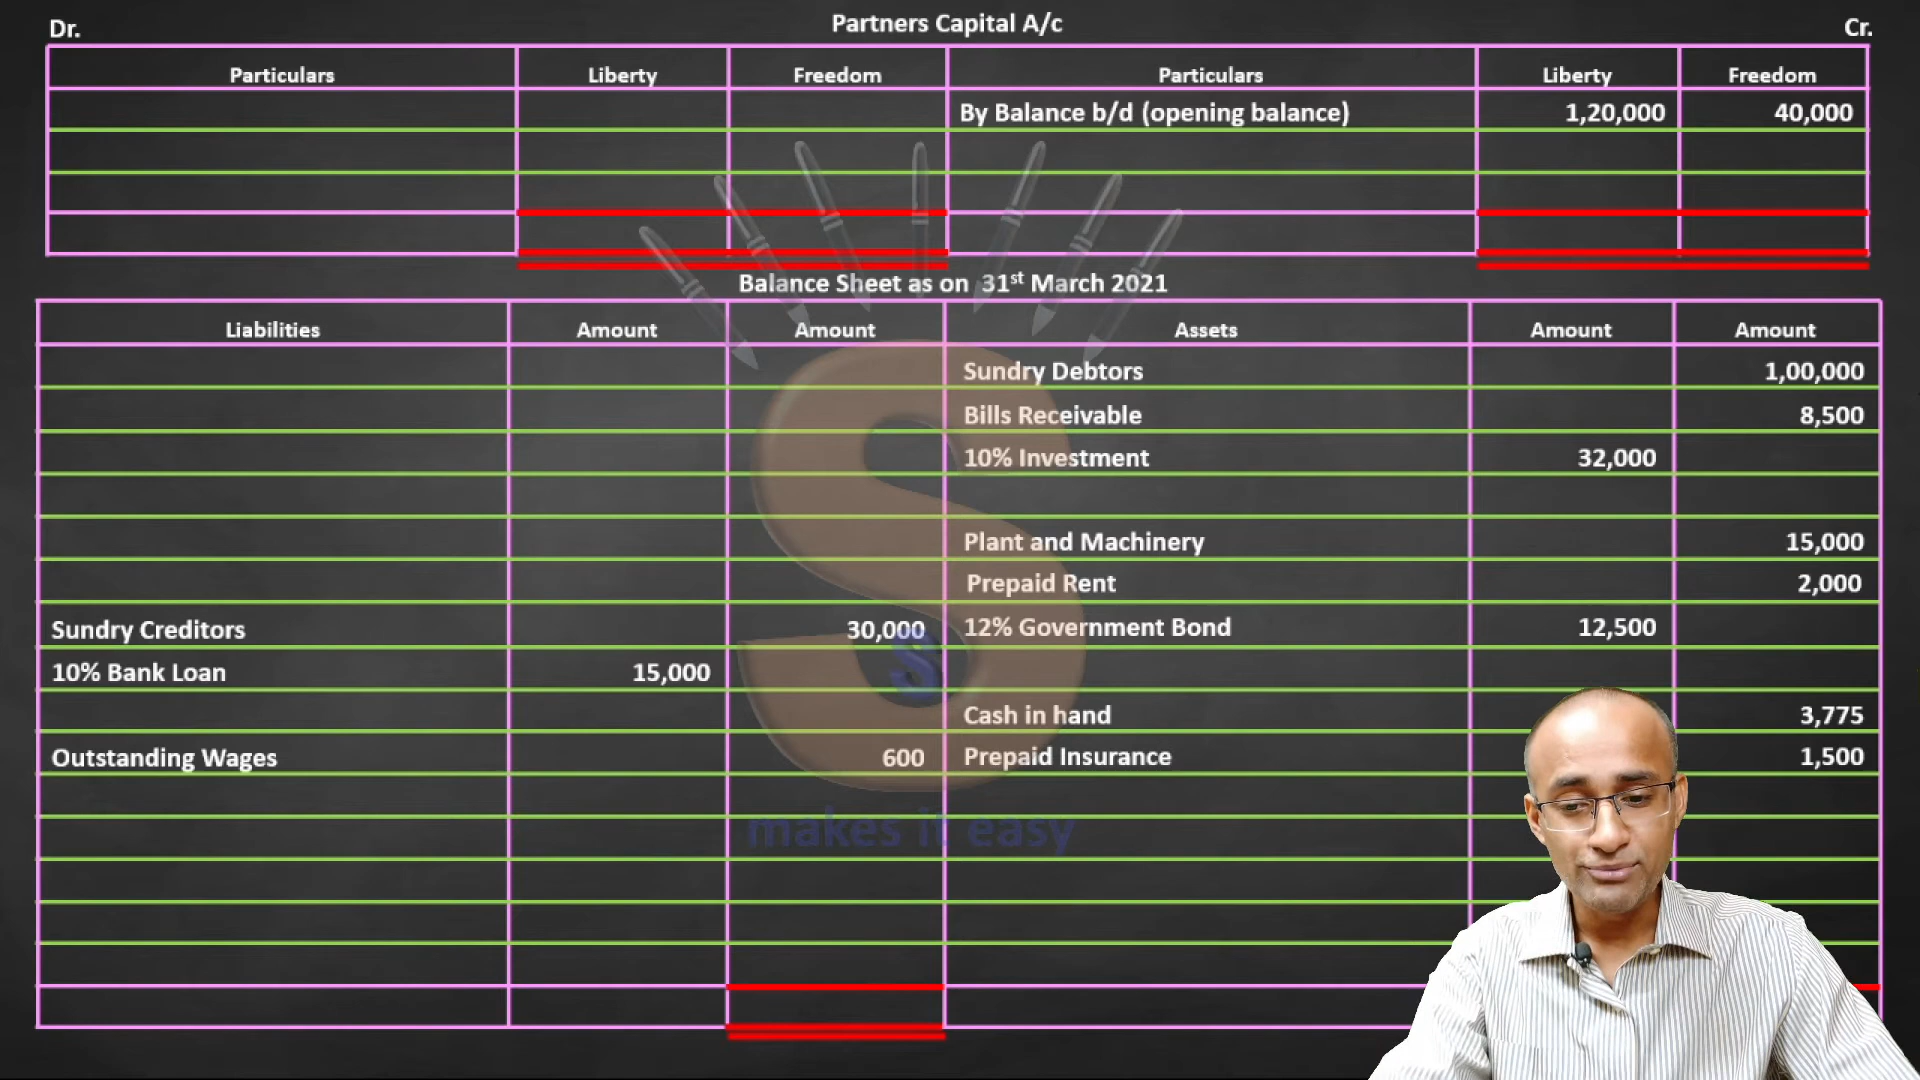 Dr.
Partners Capital A/c
Cr.
Particulars Liberty Freedom Particulars Liberty Freedom
By Balance b/d (opening balance) 1,20,000 40,000
Balance Sheet as on 31st March 2021
Liabilities Amount Amount Assets Amount Amount
Sundry Debtors 1,00,000
Bills Receivable 8,500
10% Investment 32,000
Plant and Machinery 15,000
Prepaid Rent 2,000
Sundry Creditors 30,000 12% Government Bond 12,500
10% Bank Loan 15,000
Cash in hand 3,775
Outstanding Wages 600 Prepaid Insurance 1,500
S
S
makes it easy